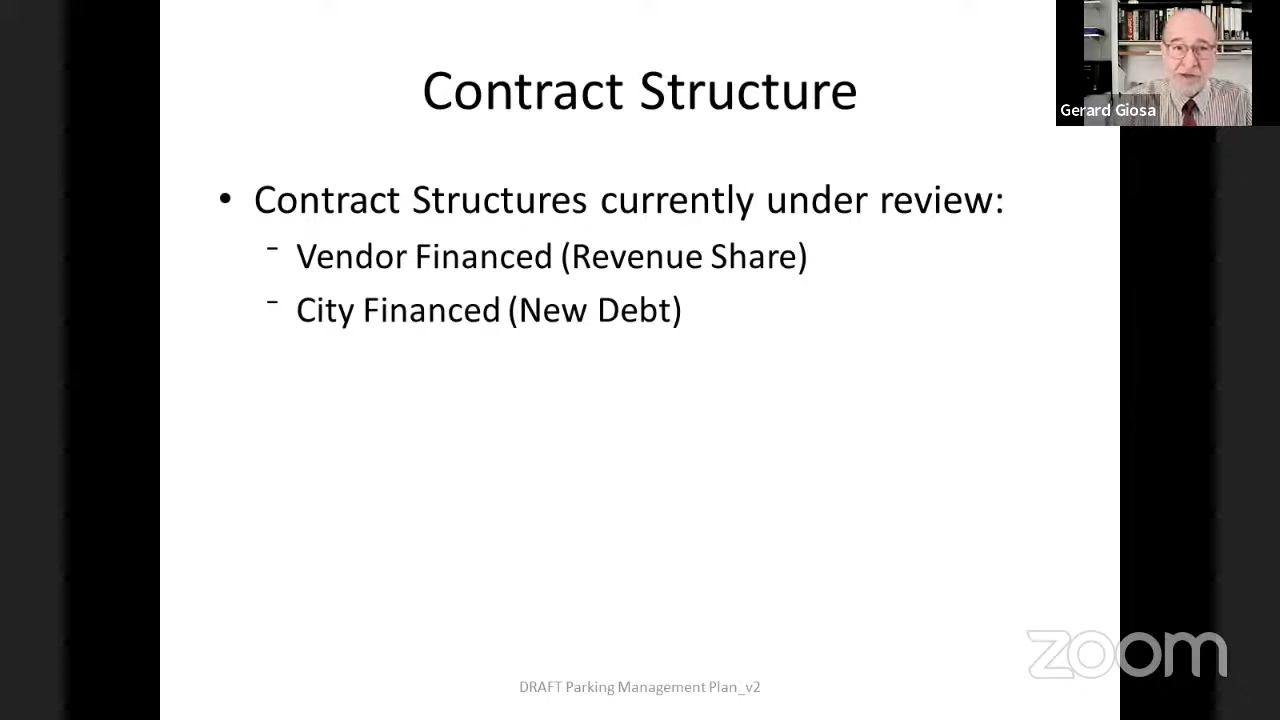 Contract Structure
Gerard Giosa
• Contract Structures currently under review:
- Vendor Financed (Revenue Share)
- City Financed (New Debt)
zoom
DRAFT Parking Management Plan_v2